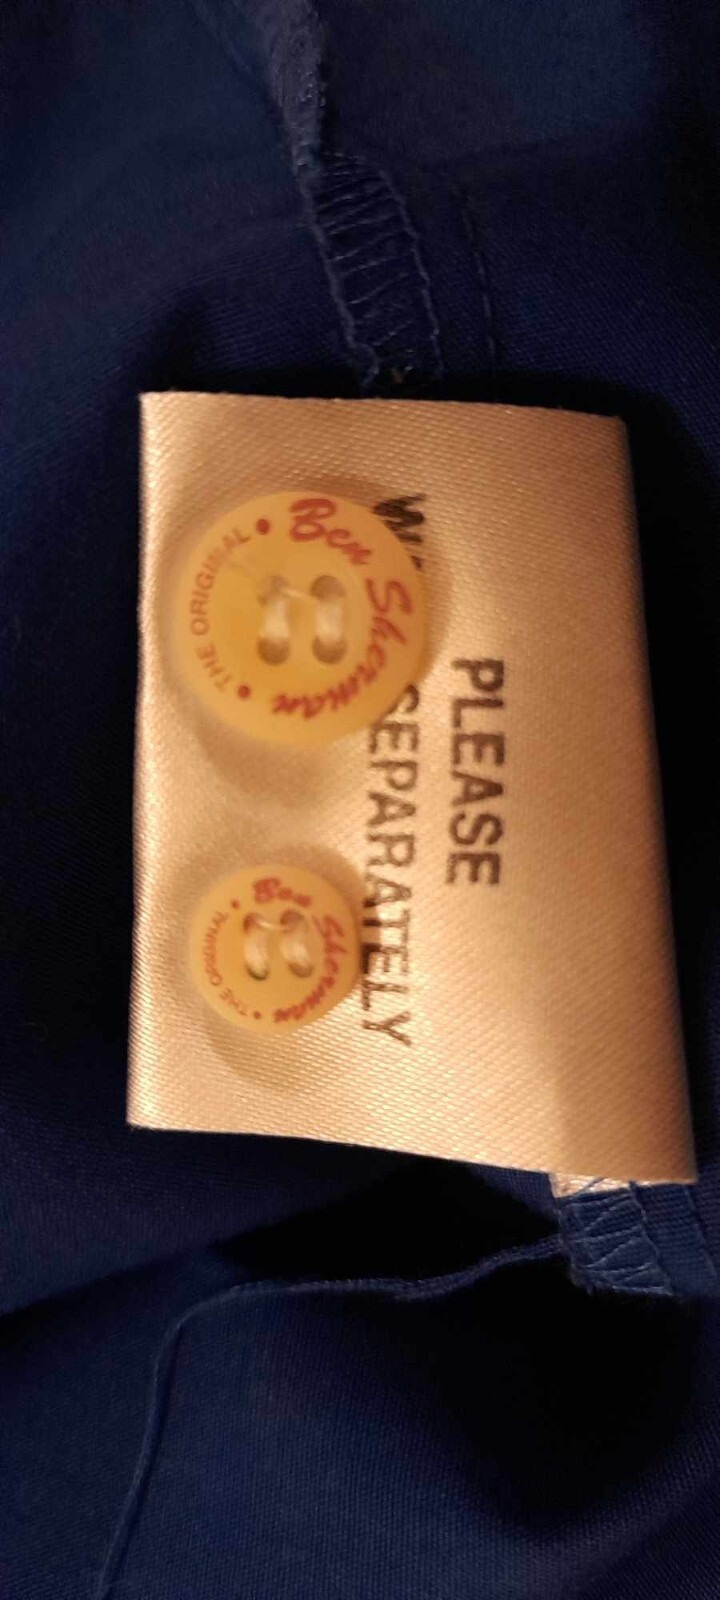 PLEASE
SEPARATELY
Ben Sherman
• THE ORIGINAL •
Ben Sherman
• THE ORIGINAL •